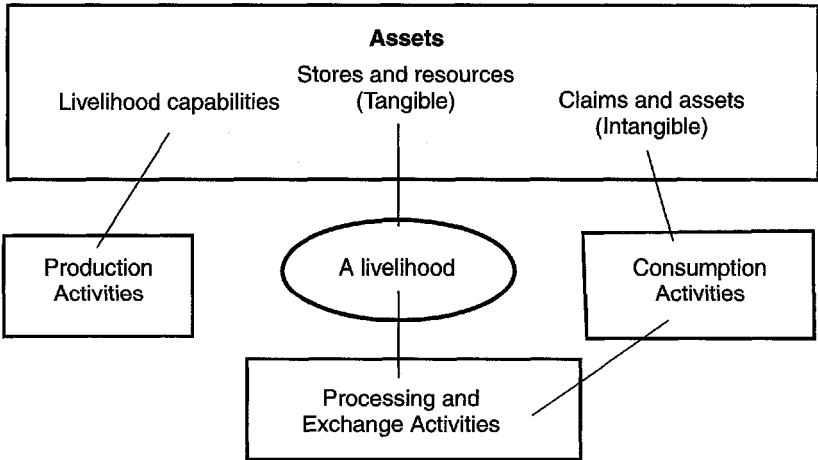 Assets
Stores and resources
(Tangible)
Livelihood capabilities
Claims and assets
(Intangible)
Production
Activities
A livelihood
Consumption
Activities
Processing and
Exchange Activities